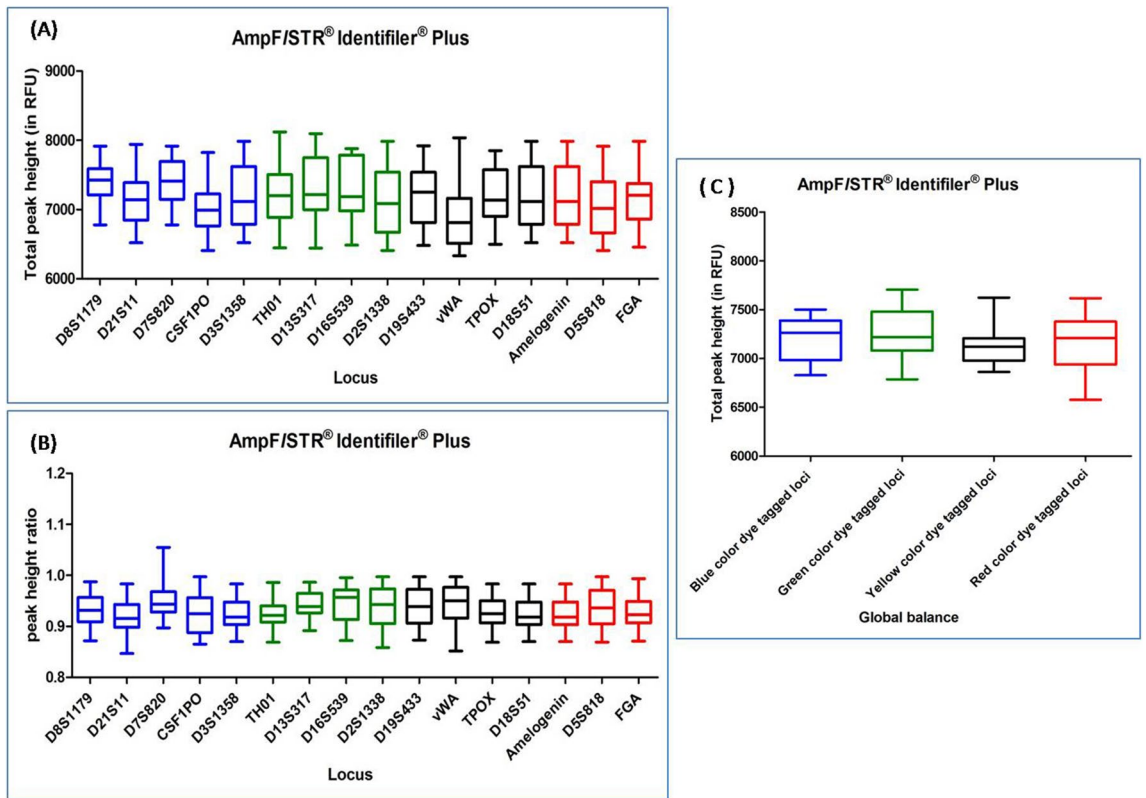 (A)
AmpF/STR® Identifiler® Plus
Total peak height (in RFU)
9000
8000
7000
6000
D8S1179
D21S11
D7S820
CSF1PO
D3S1358
TH01
D13S317
D16S539
D2S1338
D19S433
vWA
TPOX
D18S51
Amelogenin
D5S818
FGA
Locus
(B)
AmpF/STR® Identifiler® Plus
peak height ratio
1.2
1.1
1.0
0.9
0.8
D8S1179
D21S11
D7S820
CSF1PO
D3S1358
TH01
D13S317
D16S539
D2S1338
D19S433
vWA
TPOX
D18S51
Amelogenin
D5S818
FGA
Locus
( C )
AmpF/STR® Identifiler® Plus
Total peak height (in RFU)
8500
8000
7500
7000
6500
6000
Blue color dye tagged loci
Green color dye tagged loci
Yellow color dye tagged loci
Red color dye tagged loci
Global balance